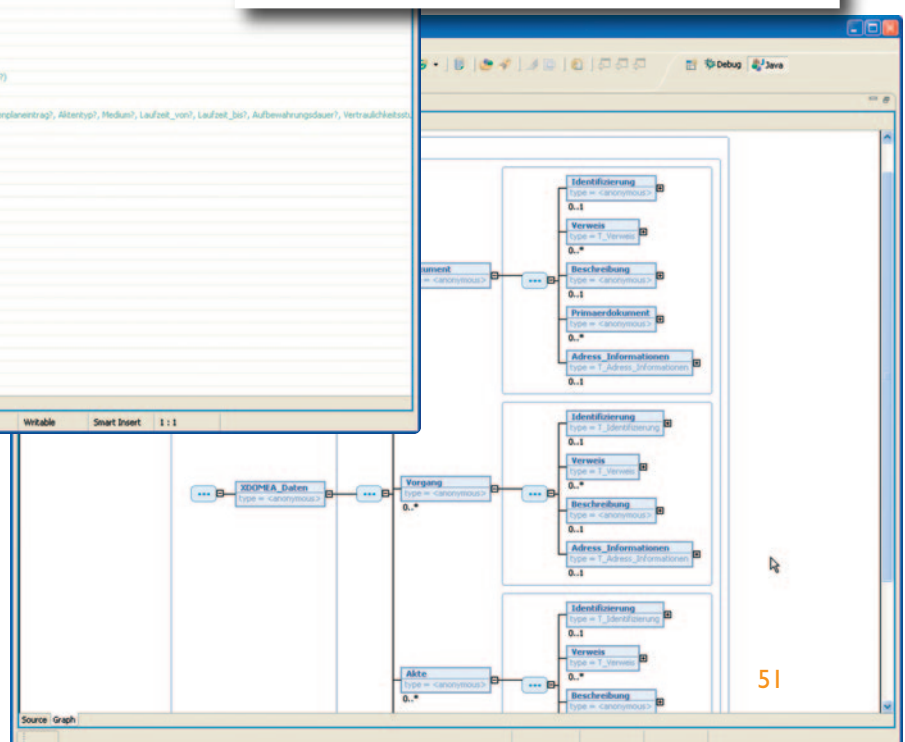 Debug Java
?)
enplaneintrag?, Aktentyp?, Medium?, Laufzeit_von?, Laufzeit_bis?, Aufbewahrungsdauer?, Vertraulichkeitsstu
Writable Smart Insert 1 : 1
ument
= <anonymous>
Identifizierung
type = <anonymous>
0..1
Verweis
type = T_Verweis
0..*
Beschreibung
type = <anonymous>
0..1
Primaerdokument
type = <anonymous>
0..*
Adress_Informationen
type = T_Adress_Informationen
0..1
XDOMEA_Daten
type = <anonymous>
Vorgang
type = <anonymous>
0..*
Identifizierung
type = T_Identifizierung
0..1
Verweis
type = T_Verweis
0..*
Beschreibung
type = <anonymous>
0..1
Adress_Informationen
type = T_Adress_Informationen
0..1
Akte
type = <anonymous>
0..*
Identifizierung
type = T_Identifizierung
0..1
Verweis
type = T_Verweis
0..*
Beschreibung
type = <anonymous>
51
Source Graph